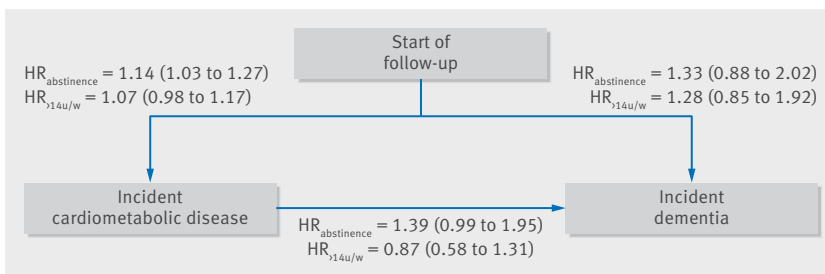 Start of
follow-up
HRabstinence = 1.14 (1.03 to 1.27)
HR›14u/w = 1.07 (0.98 to 1.17)
HRabstinence = 1.33 (0.88 to 2.02)
HR›14u/w = 1.28 (0.85 to 1.92)
Incident
cardiometabolic disease
HRabstinence = 1.39 (0.99 to 1.95)
HR›14u/w = 0.87 (0.58 to 1.31)
Incident
dementia